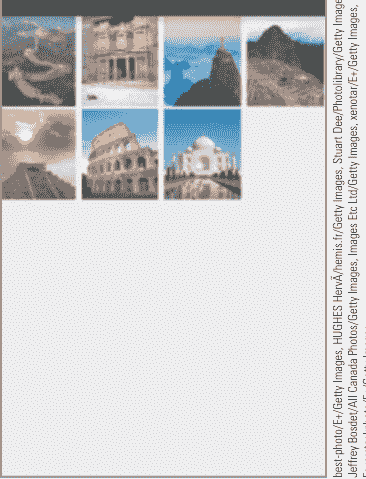 best-photo/E+/Getty Images, HUGHES HervÃ/hemis.fr/Getty Images, Stuart Dee/Photolibrary/Getty Image
Jeffrey Bosdet/All Canada Photos/Getty Images, Images Etc Ltd/Getty Images, xenotar/E+/Getty Images,